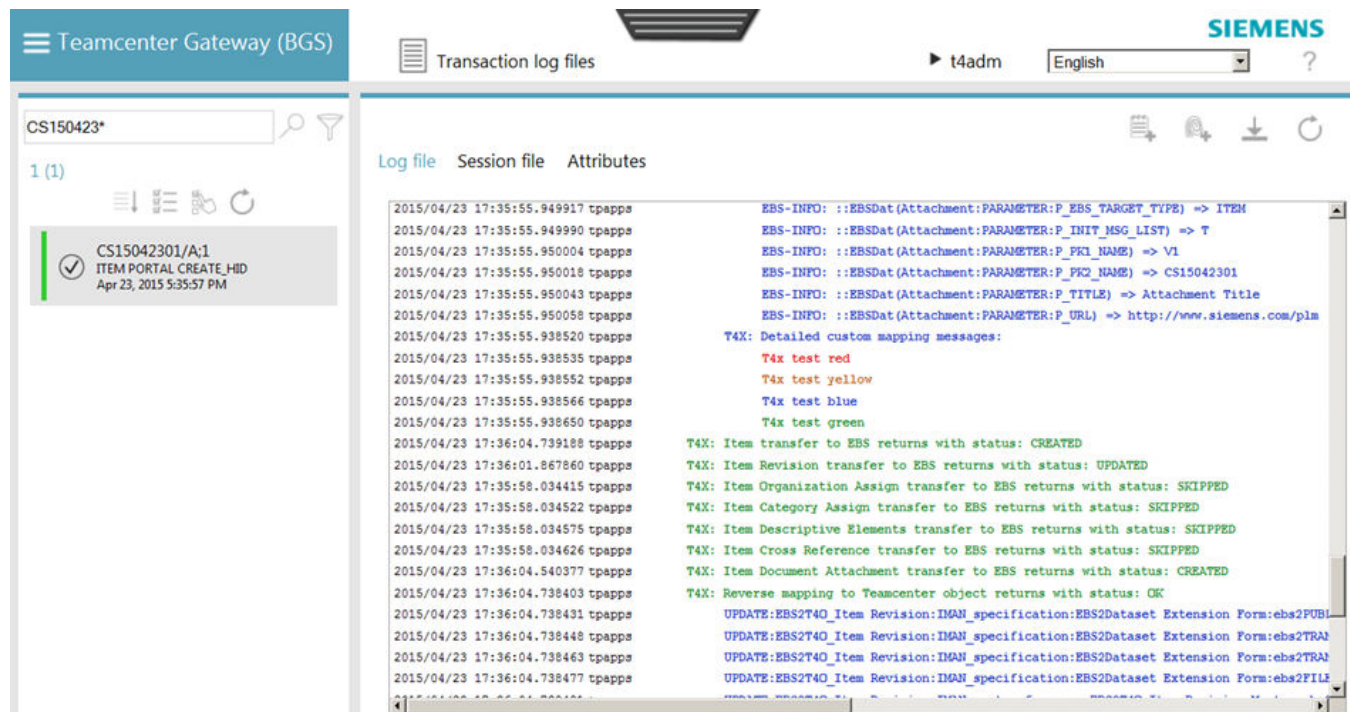 Teamcenter Gateway (BGS)
Transaction log files
t4adm
English
SIEMENS
?
CS150423*
1 (1)
CS15042301/A;1
ITEM PORTAL CREATE_HID
Apr 23, 2015 5:35:57 PM
Log file Session file Attributes
2015/04/23 17:35:55.949917 tpapps EBS-INFO: ::EBSDat(Attachment:PARAMETER:P_EBS_TARGET_TYPE) => ITEM
2015/04/23 17:35:55.949990 tpapps EBS-INFO: ::EBSDat(Attachment:PARAMETER:P_INIT_MSG_LIST) => T
2015/04/23 17:35:55.950004 tpapps EBS-INFO: ::EBSDat(Attachment:PARAMETER:P_PK1_NAME) => V1
2015/04/23 17:35:55.950018 tpapps EBS-INFO: ::EBSDat(Attachment:PARAMETER:P_PK2_NAME) => CS15042301
2015/04/23 17:35:55.950043 tpapps EBS-INFO: ::EBSDat(Attachment:PARAMETER:P_TITLE) => Attachment Title
2015/04/23 17:35:55.950058 tpapps EBS-INFO: ::EBSDat(Attachment:PARAMETER:P_URL) => http://www.siemens.com/plm
2015/04/23 17:35:55.938520 tpapps T4X: Detailed custom mapping messages:
2015/04/23 17:35:55.938535 tpapps T4x test red
2015/04/23 17:35:55.938552 tpapps T4x test yellow
2015/04/23 17:35:55.938566 tpapps T4x test blue
2015/04/23 17:35:55.938650 tpapps T4x test green
2015/04/23 17:36:04.739188 tpapps T4X: Item transfer to EBS returns with status: CREATED
2015/04/23 17:36:01.867860 tpapps T4X: Item Revision transfer to EBS returns with status: UPDATED
2015/04/23 17:35:58.034415 tpapps T4X: Item Organization Assign transfer to EBS returns with status: SKIPPED
2015/04/23 17:35:58.034522 tpapps T4X: Item Category Assign transfer to EBS returns with status: SKIPPED
2015/04/23 17:35:58.034575 tpapps T4X: Item Descriptive Elements transfer to EBS returns with status: SKIPPED
2015/04/23 17:35:58.034626 tpapps T4X: Item Cross Reference transfer to EBS returns with status: SKIPPED
2015/04/23 17:36:04.540377 tpapps T4X: Item Document Attachment transfer to EBS returns with status: CREATED
2015/04/23 17:36:04.738403 tpapps T4X: Reverse mapping to Teamcenter object returns with status: OK
2015/04/23 17:36:04.738431 tpapps UPDATE:EBS2T4O_Item Revision:IMAN_specification:EBS2Dataset Extension Form:ebs2PUBL
2015/04/23 17:36:04.738448 tpapps UPDATE:EBS2T4O_Item Revision:IMAN_specification:EBS2Dataset Extension Form:ebs2TRAN
2015/04/23 17:36:04.738463 tpapps UPDATE:EBS2T4O_Item Revision:IMAN_specification:EBS2Dataset Extension Form:ebs2TRAN
2015/04/23 17:36:04.738477 tpapps UPDATE:EBS2T4O_Item Revision:IMAN_specification:EBS2Dataset Extension Form:ebs2FILE